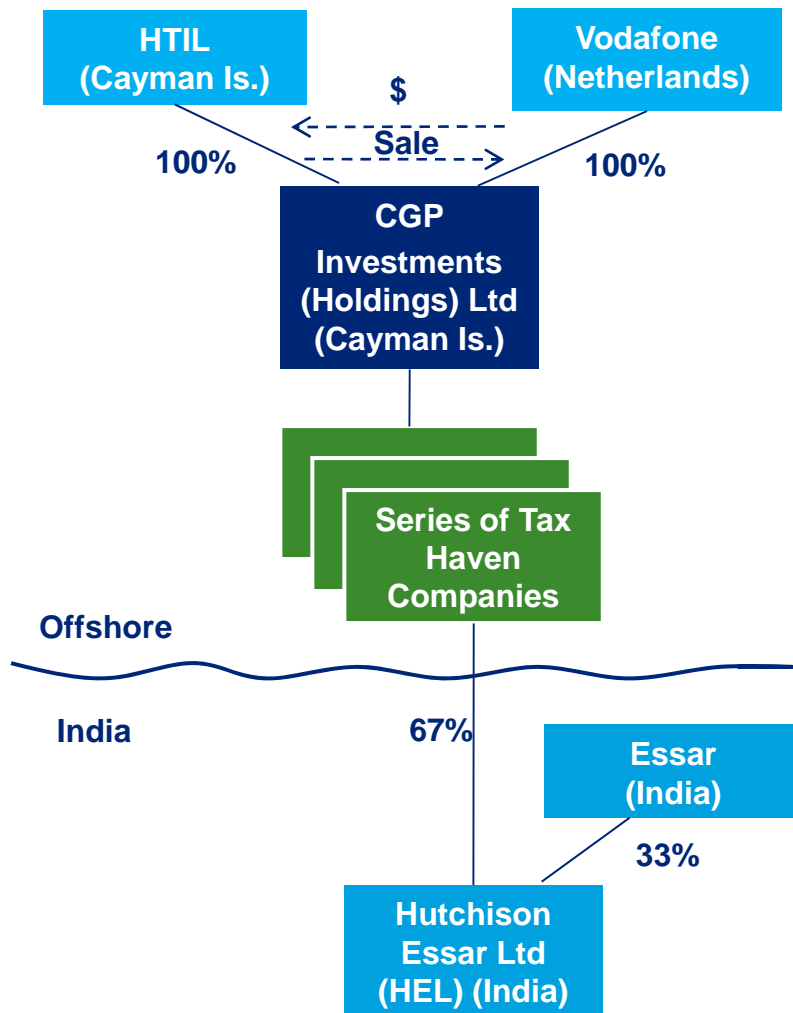 HTIL
(Cayman Is.)
Vodafone
(Netherlands)
$
Sale
100%
100%
CGP
Investments
(Holdings) Ltd
(Cayman Is.)
Series of Tax
Haven
Companies
Offshore
India
67%
Essar
(India)
33%
Hutchison
Essar Ltd
(HEL) (India)